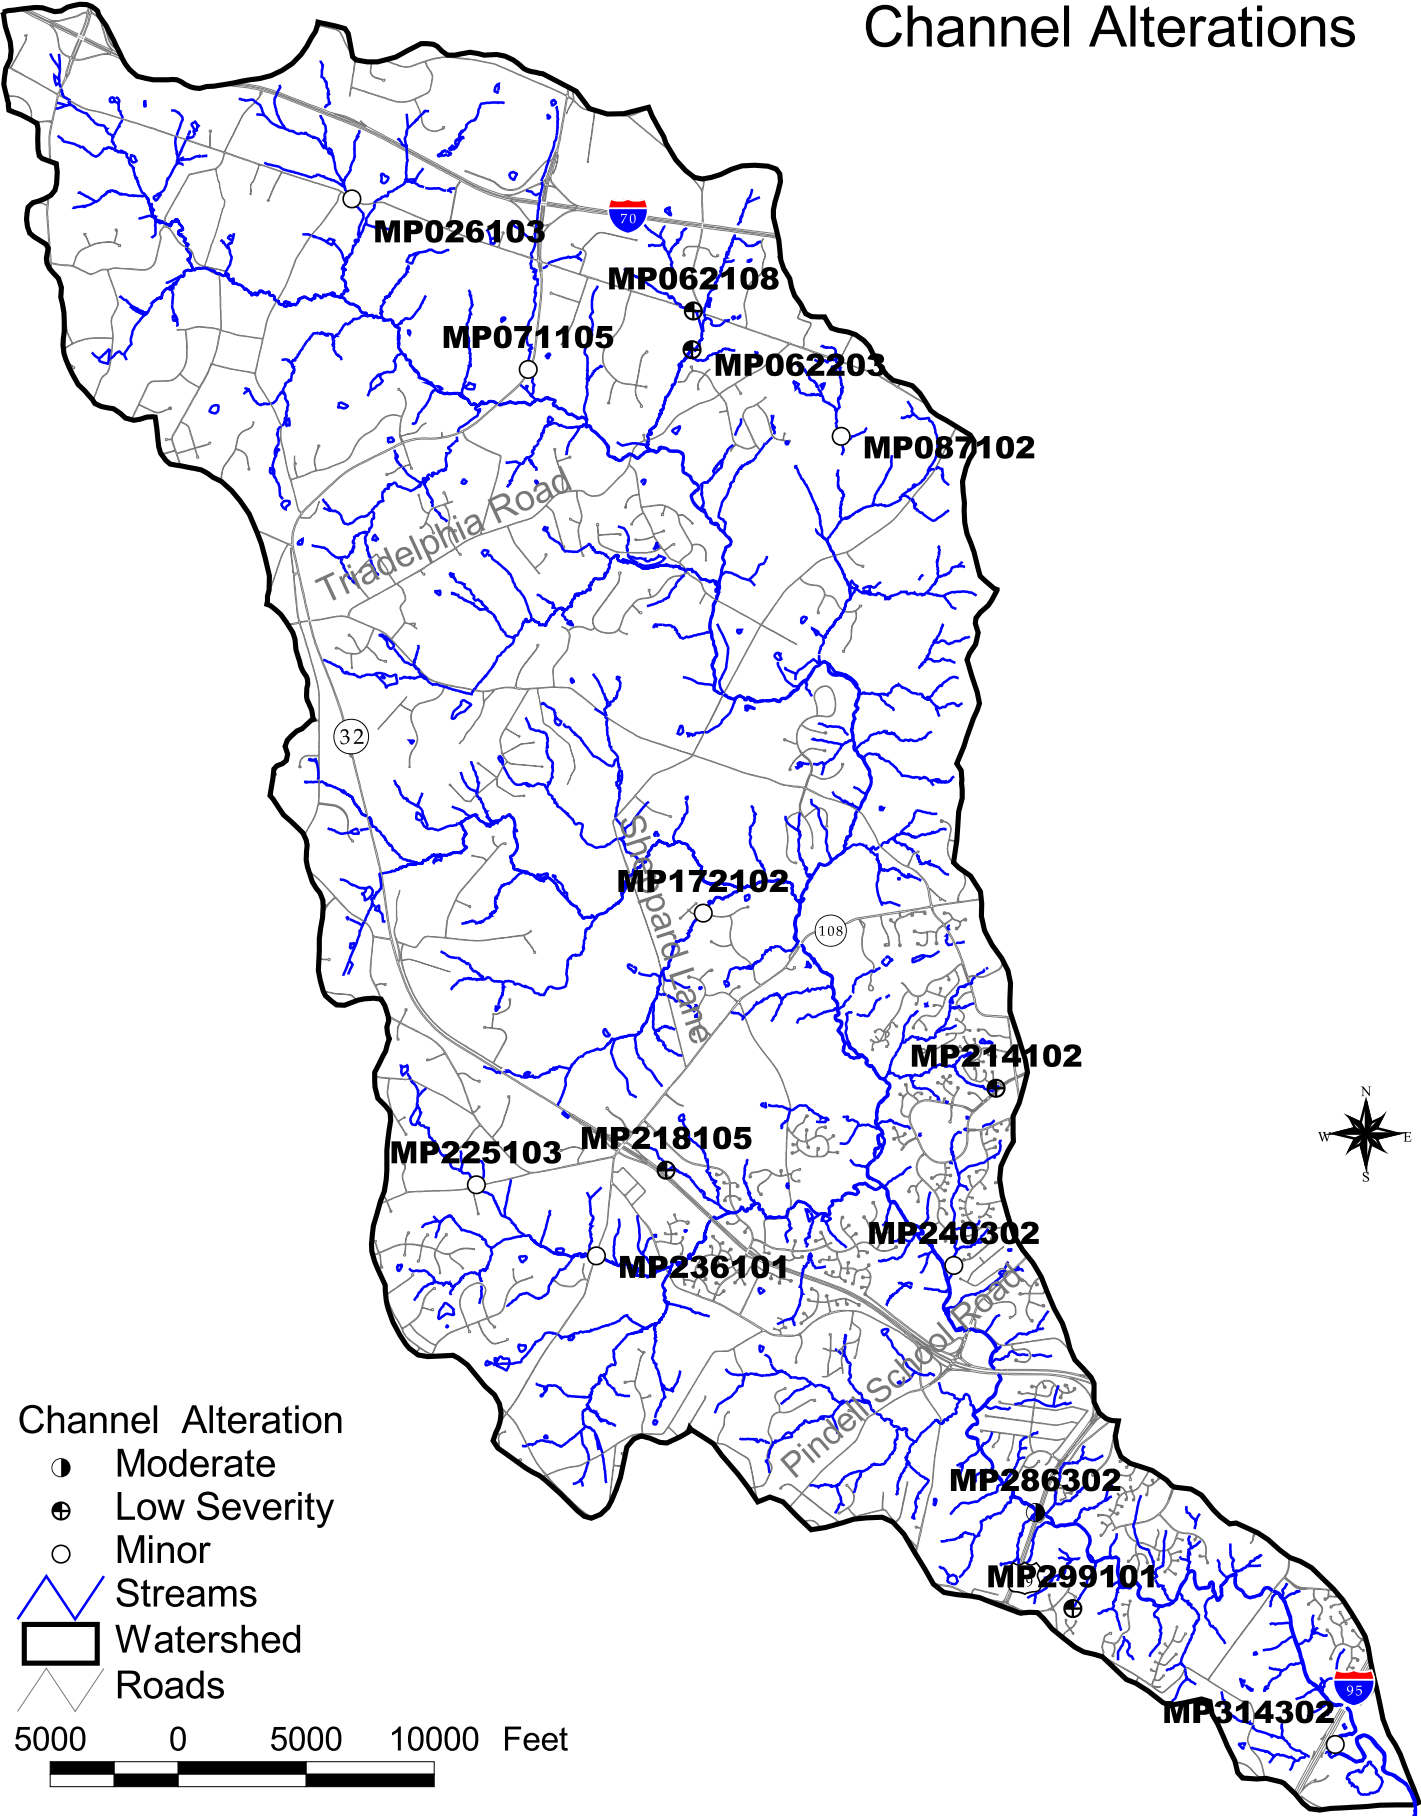 Channel Alterations
70
MP026103
MP062108
MP071105
MP062203
MP087102
Triadelphia Road
32
Sheppard Lane
MP172102
108
MP214102
N
W
E
S
MP218105
MP225103
MP240302
MP236101
Pindell School Road
MP286302
MP299101
95
MP314302
Channel Alteration
Moderate
Low Severity
Minor
Streams
Watershed
Roads
5000 0 5000 10000 Feet